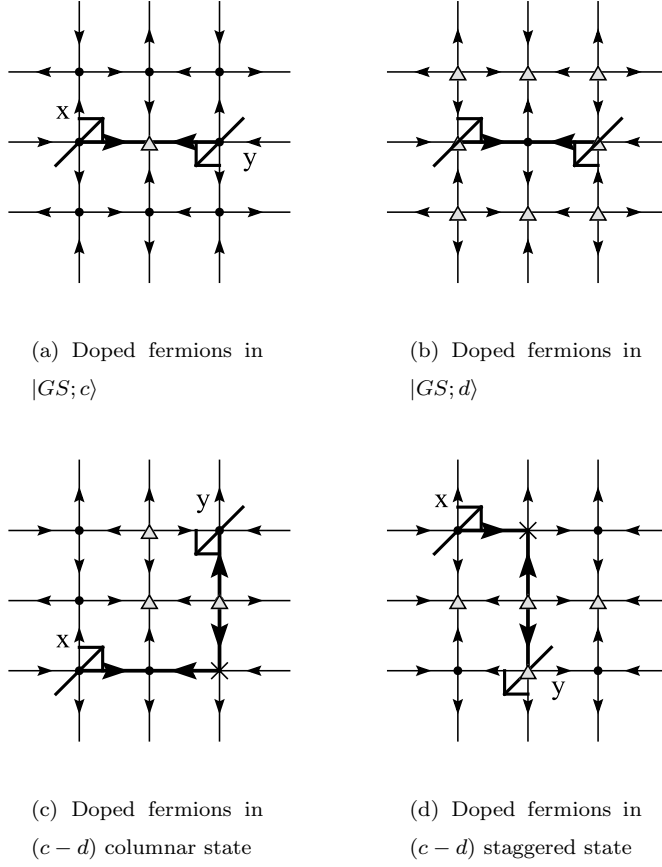 x
y
(a) Doped fermions in
|GS; c⟩
(b) Doped fermions in
|GS; d⟩
y
x
(c) Doped fermions in
(c − d) columnar state
x
y
(d) Doped fermions in
(c − d) staggered state